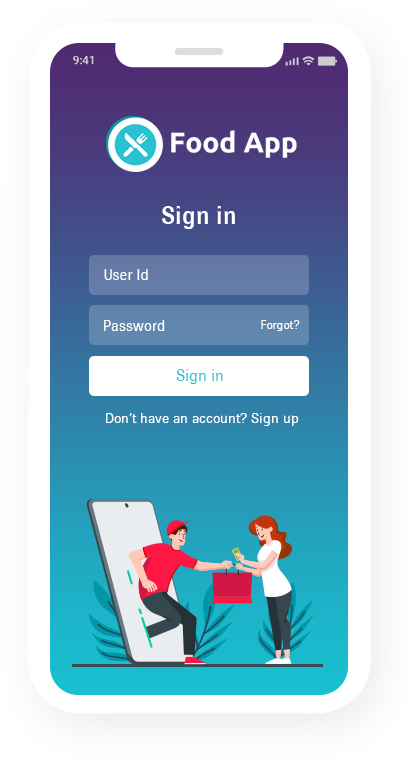 9:41
Food App
Sign in
User Id
Password Forgot?
Sign in
Don't have an account? Sign up